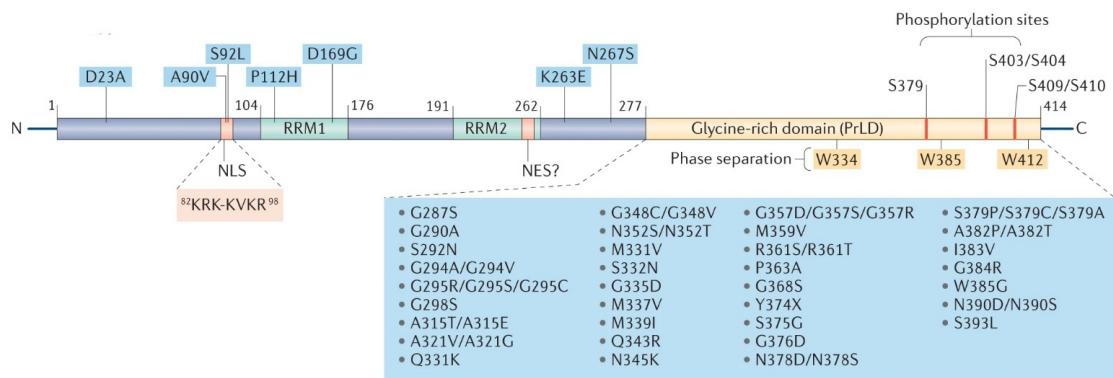 Phosphorylation sites
S92L
D169G
N267S
S403/S404
D23A
A90V
P112H
K263E
S379
S409/S410
1
104
176
191
262
277
414
N
RRM1
RRM2
Glycine-rich domain (PrLD)
C
NLS
NES?
Phase separation
W334
W385
W412
⁸²KRK-KVKR⁹⁸
• G287S
• G290A
• S292N
• G294A/G294V
• G295R/G295S/G295C
• G298S
• A315T/A315E
• A321V/A321G
• Q331K
• G348C/G348V
• N352S/N352T
• M331V
• S332N
• G335D
• M337V
• M339I
• Q343R
• N345K
• G357D/G357S/G357R
• M359V
• R361S/R361T
• P363A
• G368S
• Y374X
• S375G
• G376D
• N378D/N378S
• S379P/S379C/S379A
• A382P/A382T
• I383V
• G384R
• W385G
• N390D/N390S
• S393L